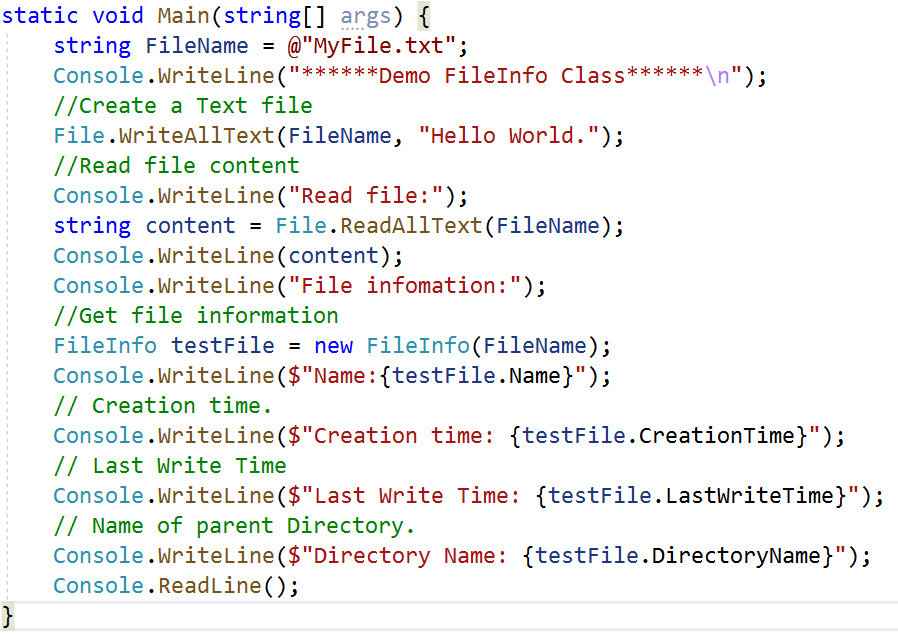 static void Main(string[] args) {
    string FileName = @"MyFile.txt";
    Console.WriteLine("******Demo FileInfo Class******\n");
    //Create a Text file
    File.WriteAllText(FileName, "Hello World.");
    //Read file content
    Console.WriteLine("Read file:");
    string content = File.ReadAllText(FileName);
    Console.WriteLine(content);
    Console.WriteLine("File infomation:");
    //Get file information
    FileInfo testFile = new FileInfo(FileName);
    Console.WriteLine($"Name:{testFile.Name}");
    // Creation time.
    Console.WriteLine($"Creation time: {testFile.CreationTime}");
    // Last Write Time
    Console.WriteLine($"Last Write Time: {testFile.LastWriteTime}");
    // Name of parent Directory.
    Console.WriteLine($"Directory Name: {testFile.DirectoryName}");
    Console.ReadLine();
}